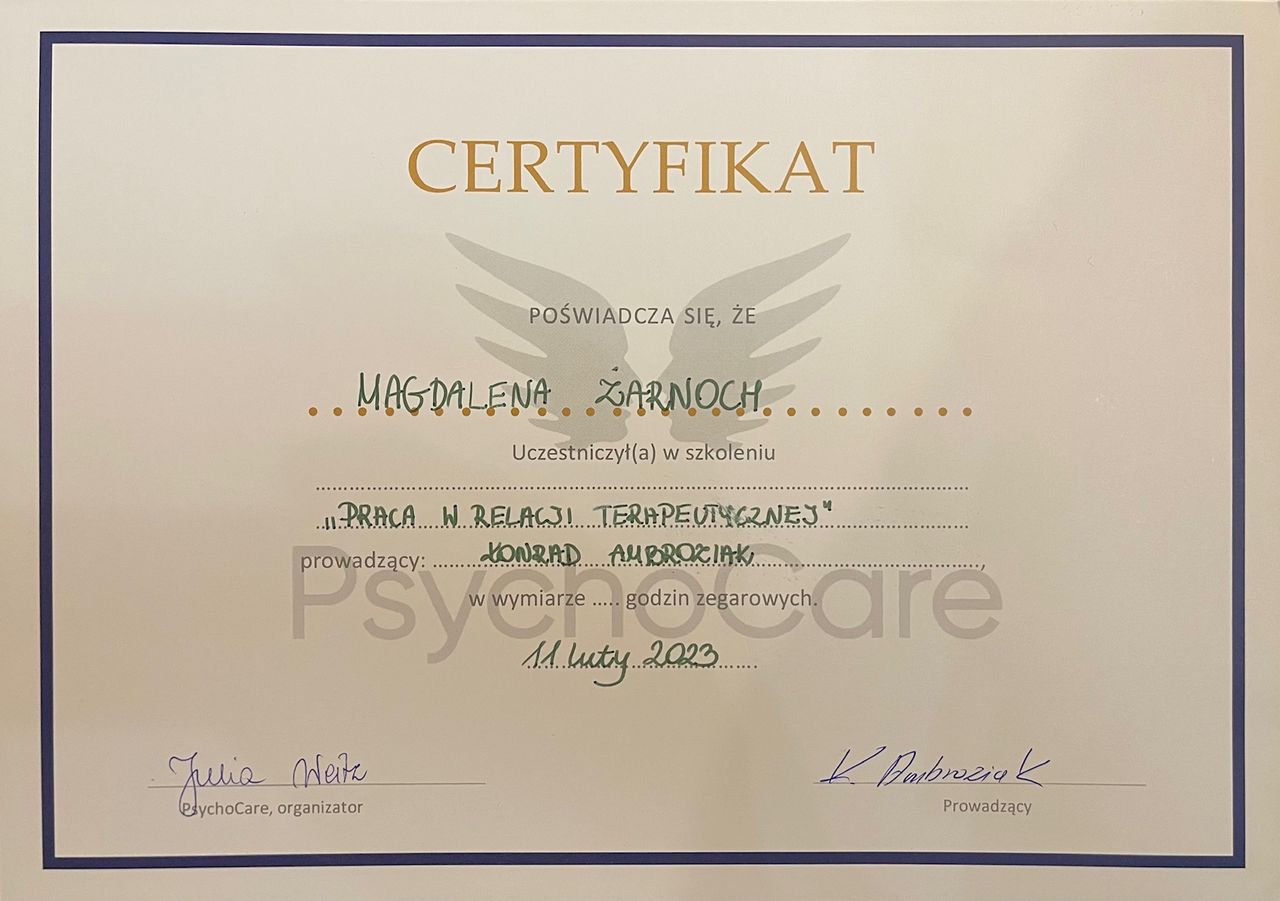 CERTYFIKAT
POŚWIADCZA SIĘ, ŻE
MAGDALENA ŻARNOCH
Uczestniczył(a) w szkoleniu
„PRACA W RELACJI TERAPEUTYCZNEJ"
prowadzący: KONRAD AMBROZIAK,
PsychoCare
w wymiarze ..... godzin zegarowych.
11 luty 2023
Julia Weitz
PsychoCare, organizator
K. Ambroziak
Prowadzący